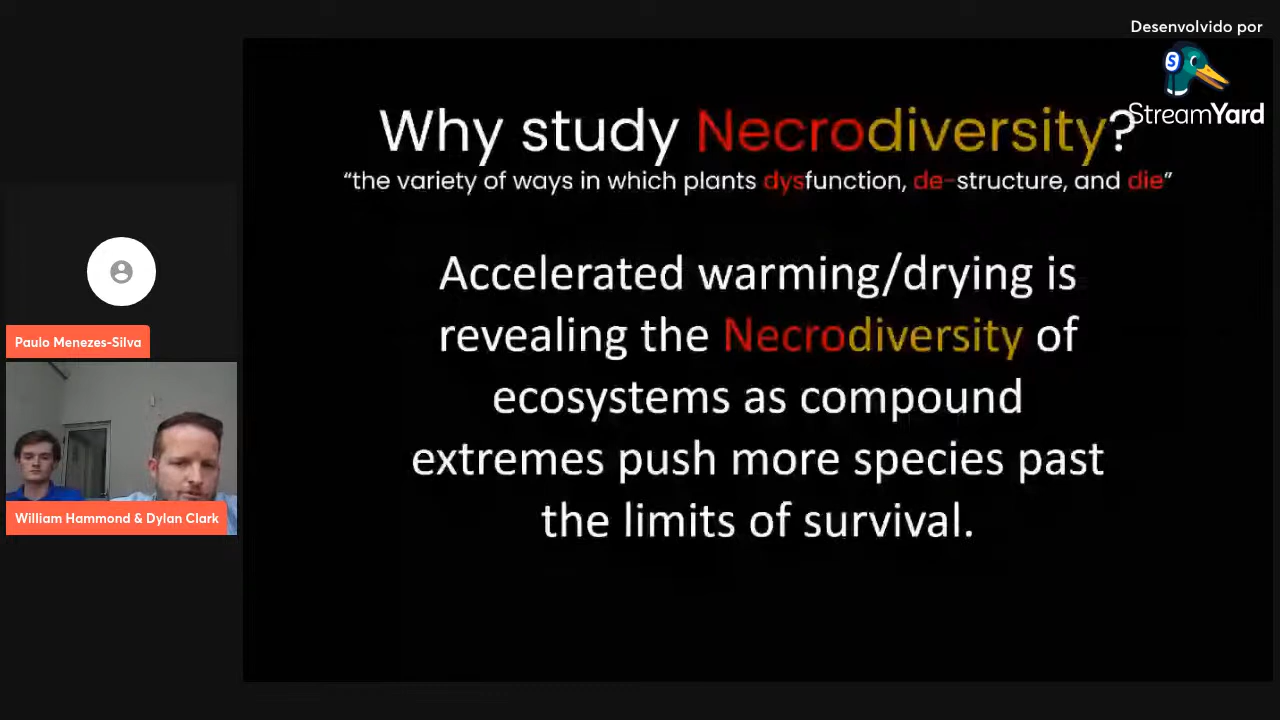 Desenvolvido por
StreamYard
Why study Necrodiversity?
“the variety of ways in which plants dysfunction, de-structure, and die”
Accelerated warming/drying is
revealing the Necrodiversity of
ecosystems as compound
extremes push more species past
the limits of survival.
Paulo Menezes-Silva
William Hammond & Dylan Clark